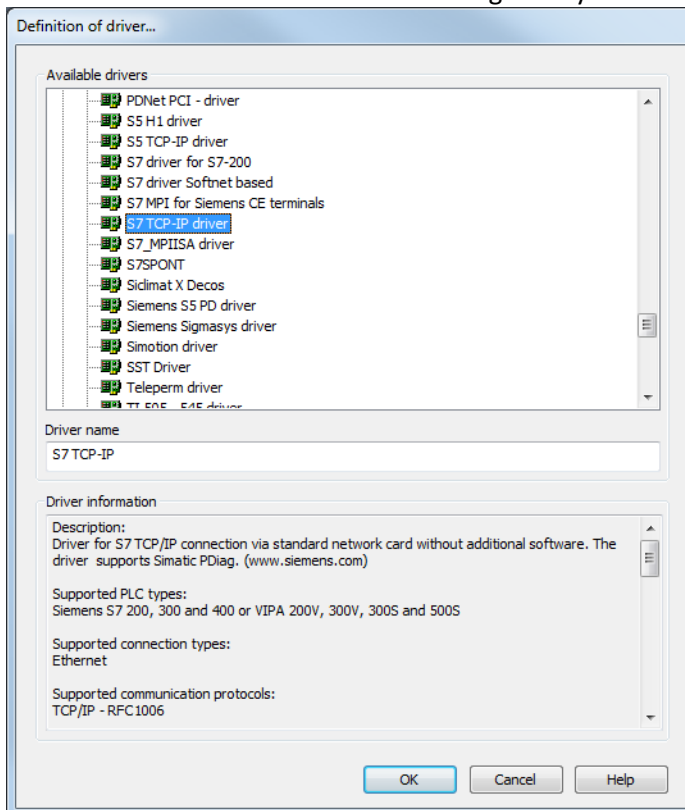 Definition of driver...
Available drivers
PDNet PCI - driver
S5 H1 driver
S5 TCP-IP driver
S7 driver for S7-200
S7 driver Softnet based
S7 MPI for Siemens CE terminals
S7 TCP-IP driver
S7_MPIISA driver
S7SPONT
Siclimat X Decos
Siemens S5 PD driver
Siemens Sigmasys driver
Simotion driver
SST Driver
Teleperm driver
Driver name
S7 TCP-IP
Driver information
Description:
Driver for S7 TCP/IP connection via standard network card without additional software. The
driver supports Simatic PDiag. (www.siemens.com)
Supported PLC types:
Siemens S7 200, 300 and 400 or VIPA 200V, 300V, 300S and 500S
Supported connection types:
Ethernet
Supported communication protocols:
TCP/IP - RFC1006
OK Cancel Help